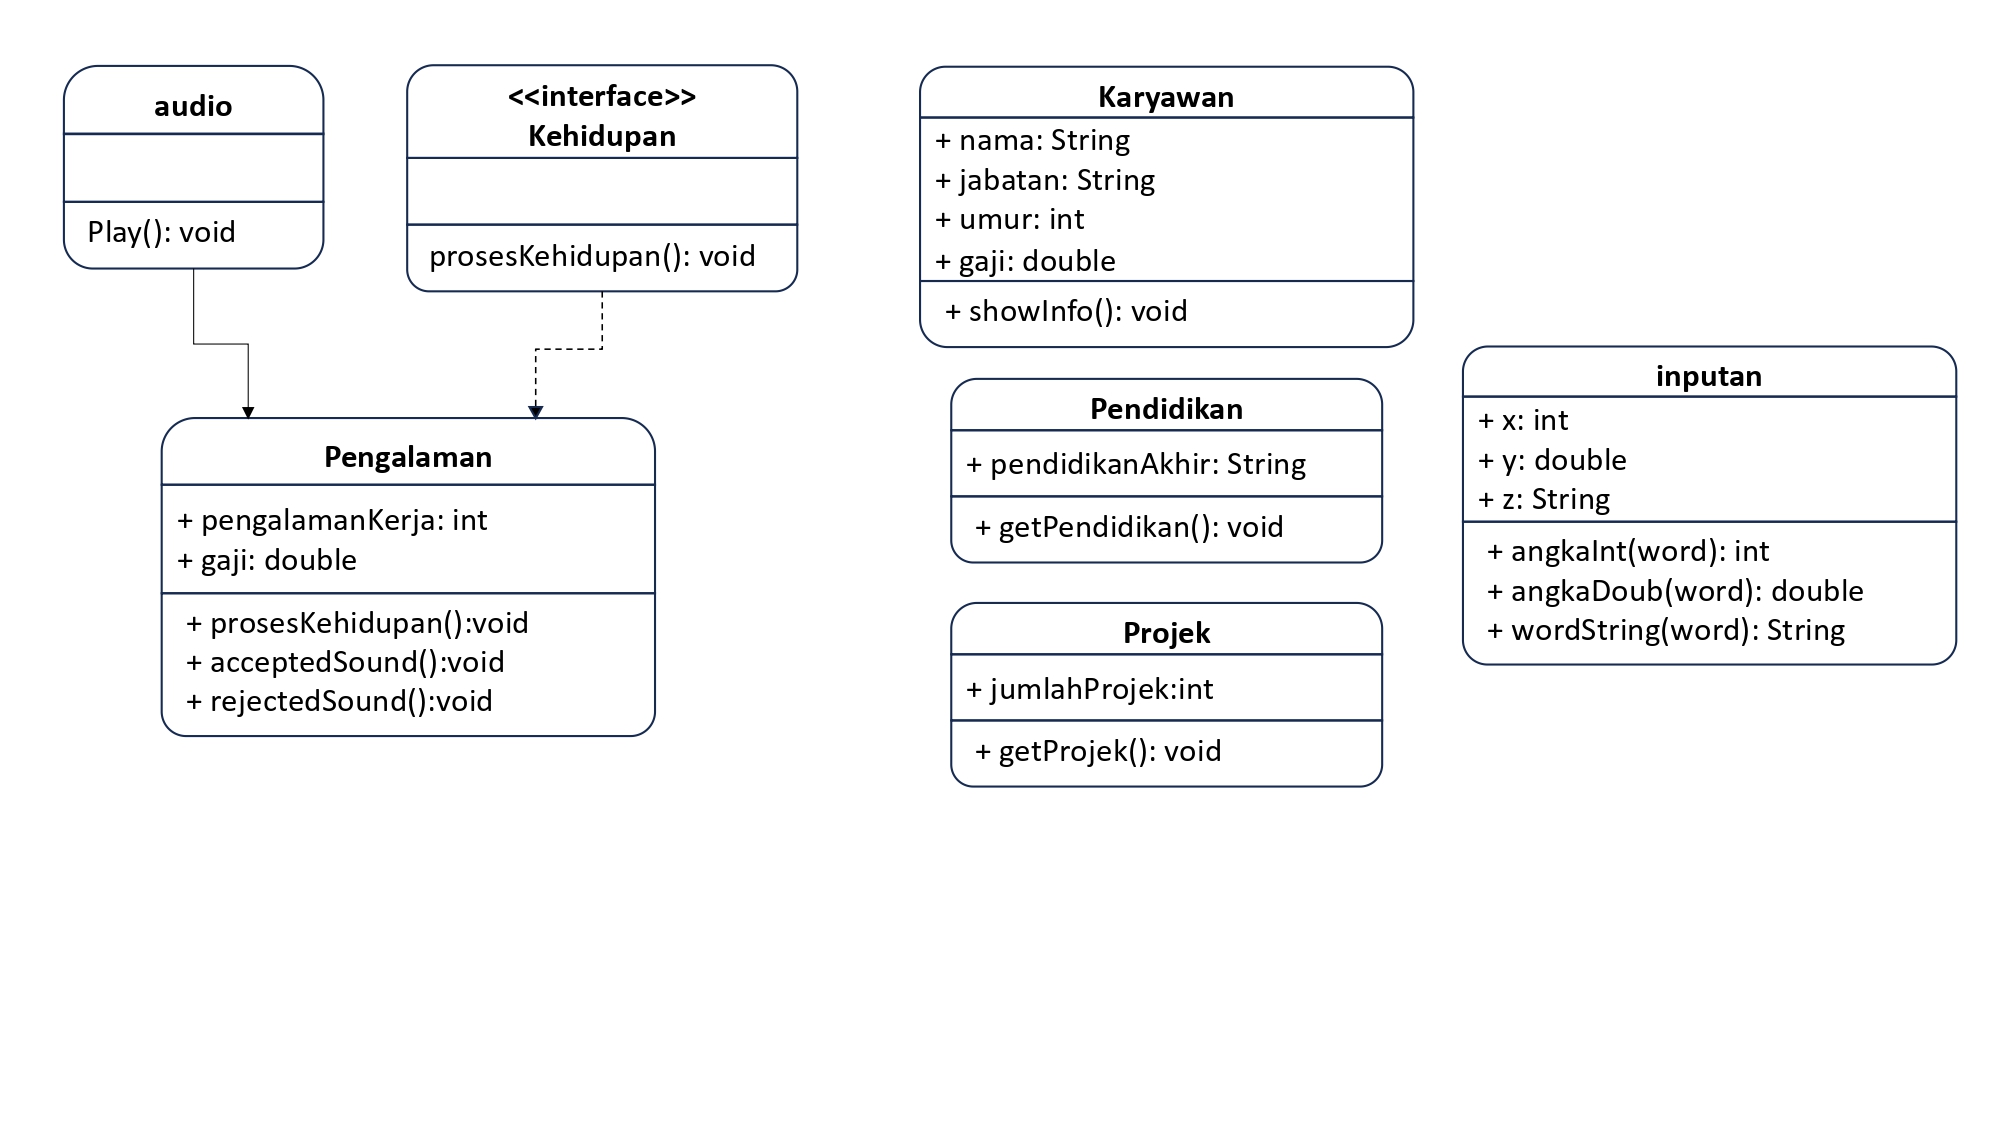 audio
Play(): void
<<interface>>
Kehidupan
prosesKehidupan(): void
Pengalaman
+ pengalamanKerja: int
+ gaji: double
+ prosesKehidupan():void
+ acceptedSound():void
+ rejectedSound():void
Karyawan
+ nama: String
+ jabatan: String
+ umur: int
+ gaji: double
+ showInfo(): void
Pendidikan
+ pendidikanAkhir: String
+ getPendidikan(): void
Projek
+ jumlahProjek:int
+ getProjek(): void
inputan
+ x: int
+ y: double
+ z: String
+ angkaInt(word): int
+ angkaDoub(word): double
+ wordString(word): String